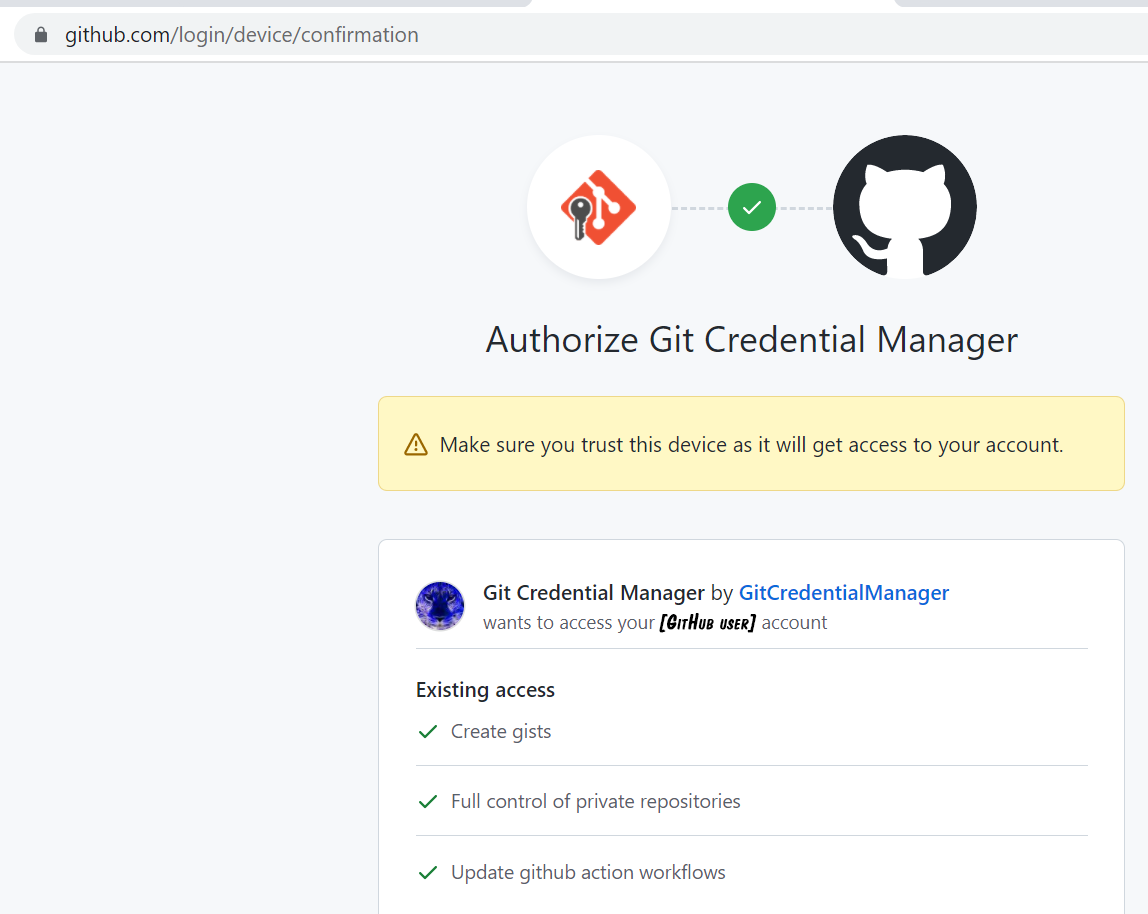 github.com/login/device/confirmation
Authorize Git Credential Manager
Make sure you trust this device as it will get access to your account.
Git Credential Manager by GitCredentialManager
wants to access your [GitHub user] account
Existing access
Create gists
Full control of private repositories
Update github action workflows